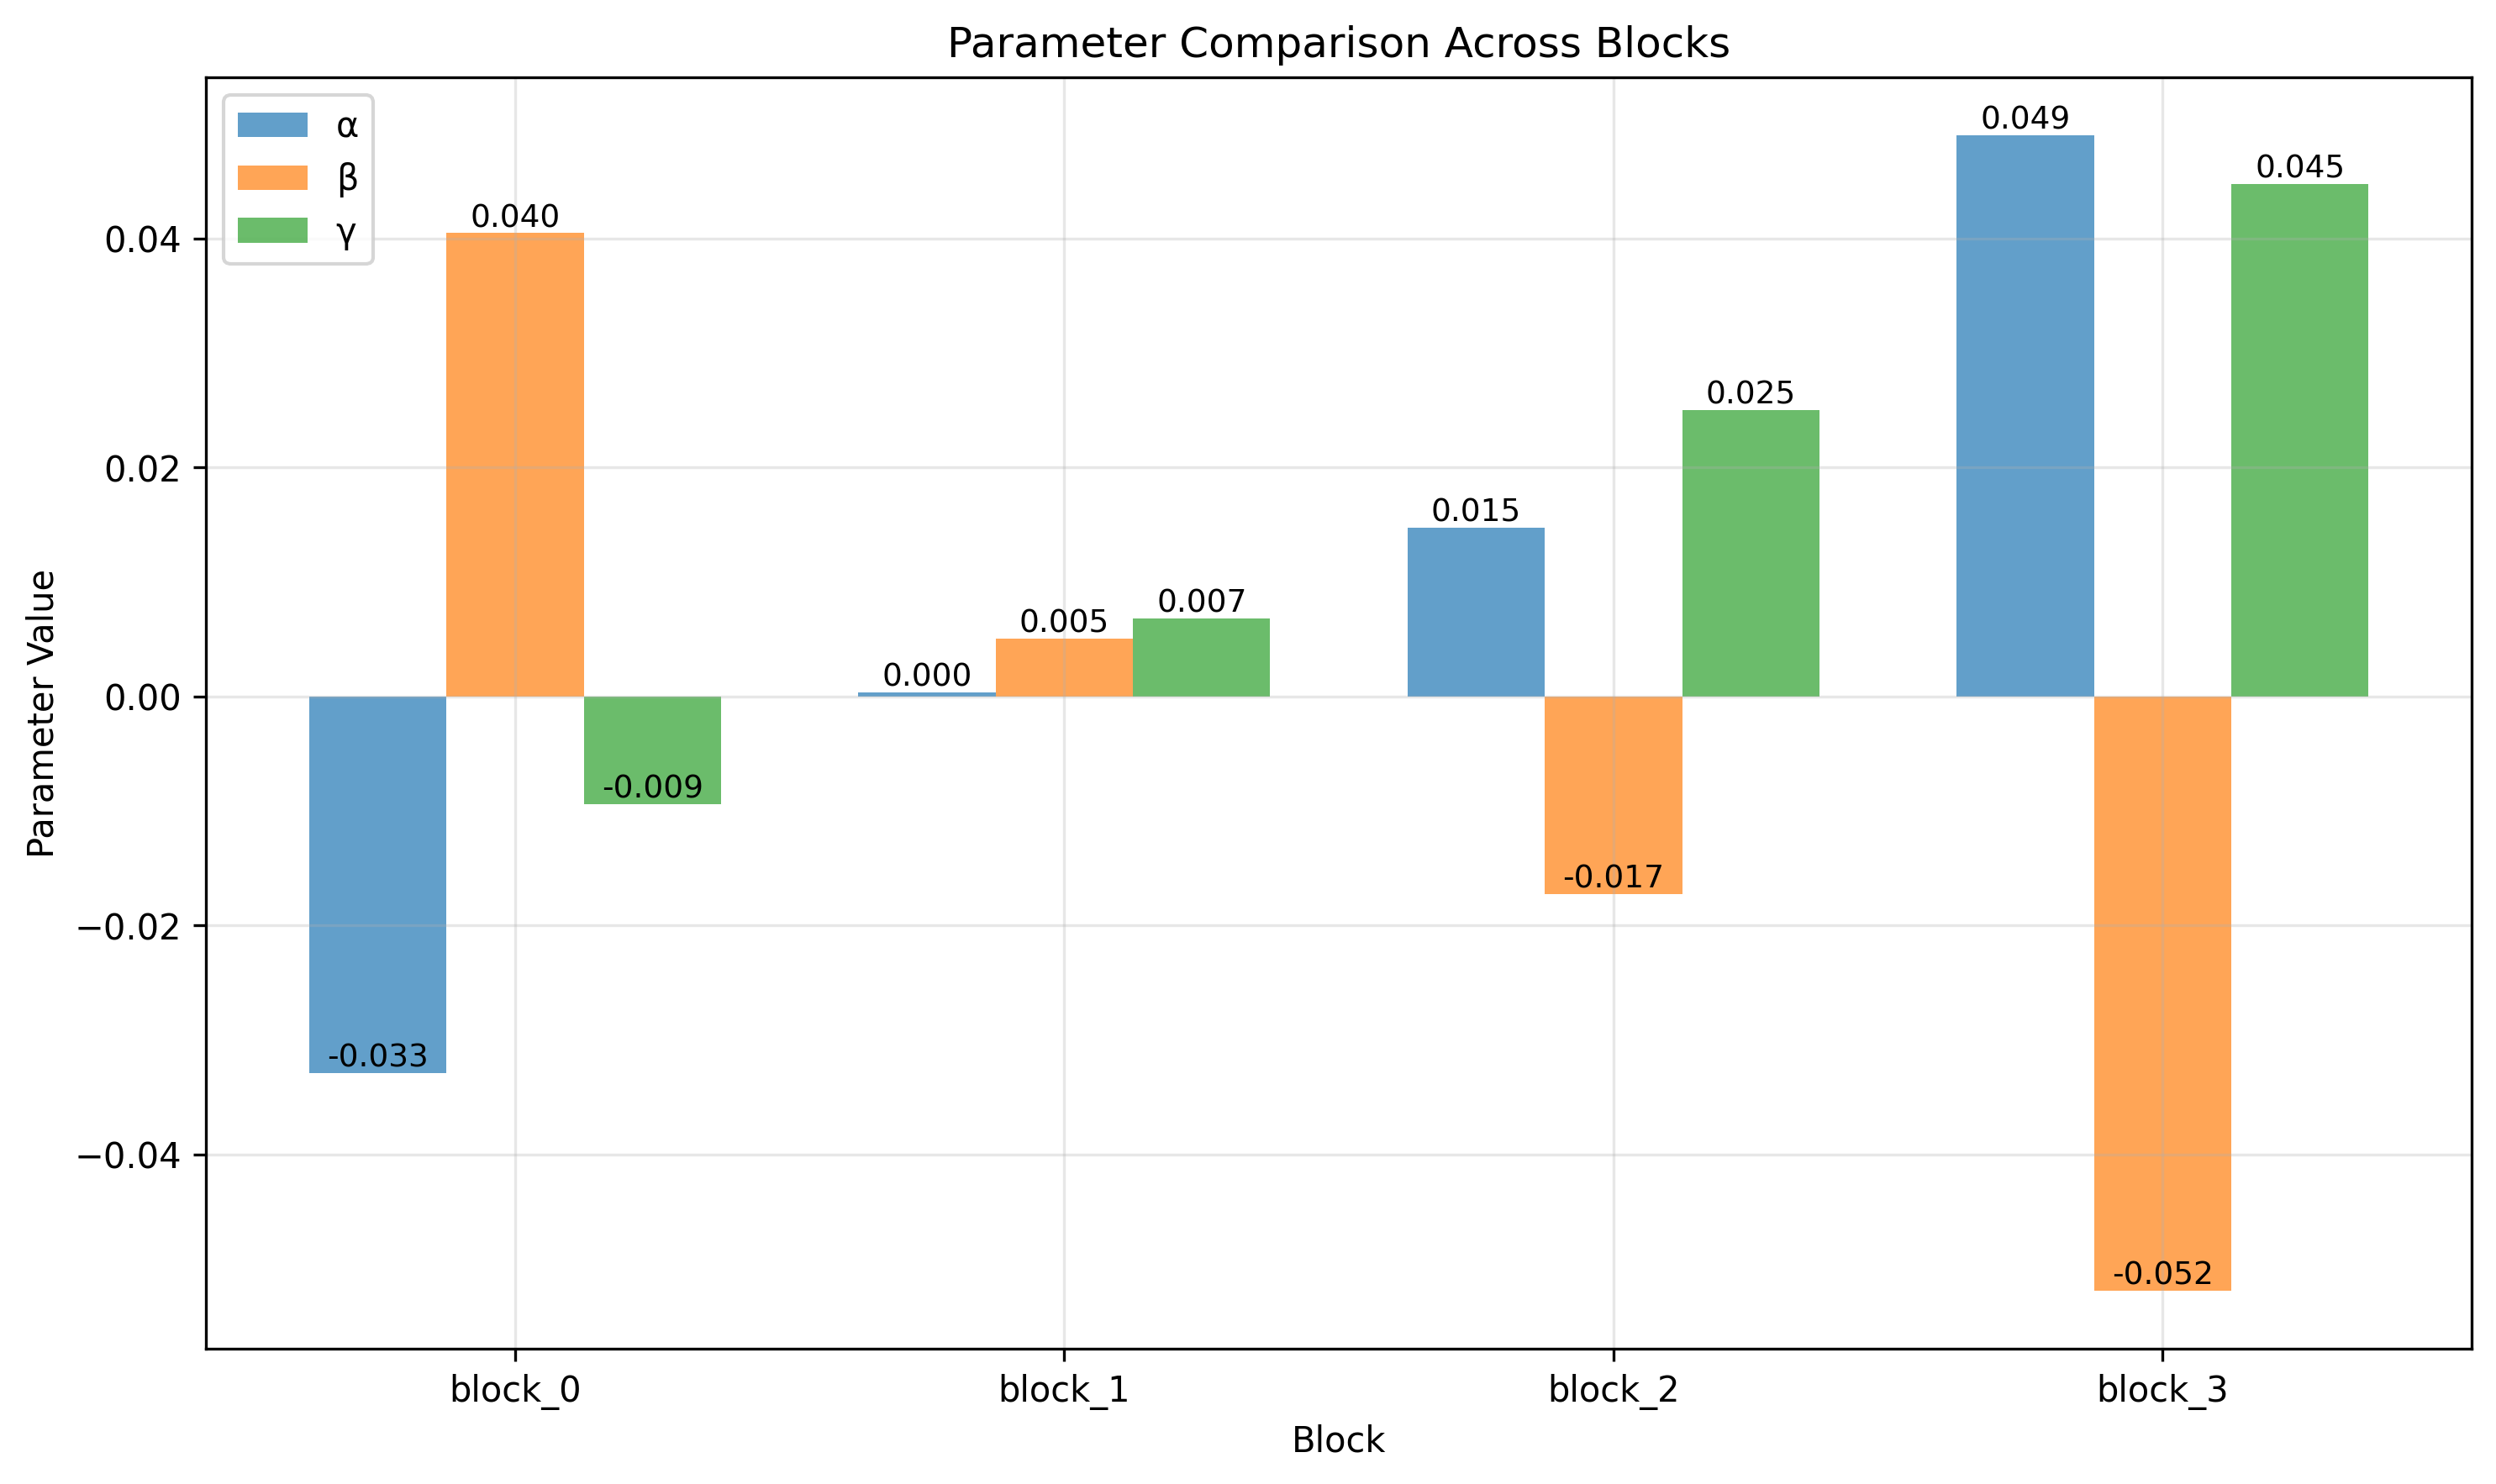 Parameter Comparison Across Blocks
α
β
γ
0.04
0.02
0.00
−0.02
−0.04
Parameter Value
-0.033
0.040
-0.009
0.000
0.005
0.007
0.015
-0.017
0.025
0.049
-0.052
0.045
block_0
block_1
block_2
block_3
Block